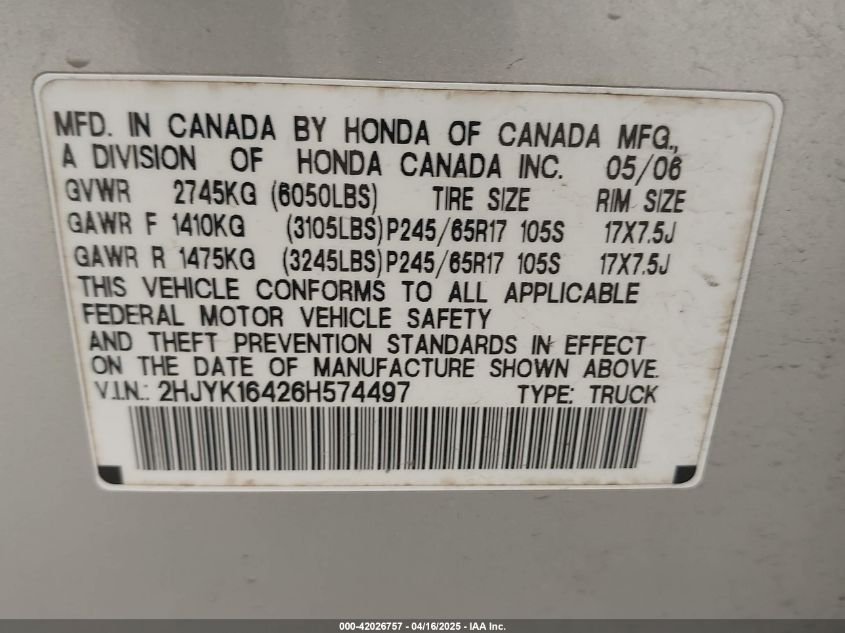 MFD. IN CANADA BY HONDA OF CANADA MFG.,
A DIVISION OF HONDA CANADA INC. 05/06
GVWR 2745KG (6050LBS) TIRE SIZE RIM SIZE
GAWR F 1410KG (3105LBS) P245/65R17 105S 17X7.5J
GAWR R 1475KG (3245LBS) P245/65R17 105S 17X7.5J
THIS VEHICLE CONFORMS TO ALL APPLICABLE
FEDERAL MOTOR VEHICLE SAFETY
AND THEFT PREVENTION STANDARDS IN EFFECT
ON THE DATE OF MANUFACTURE SHOWN ABOVE.
V.I.N.: 2HJYK16426H574497 TYPE: TRUCK
000-42026757 - 04/16/2025 - IAA Inc.